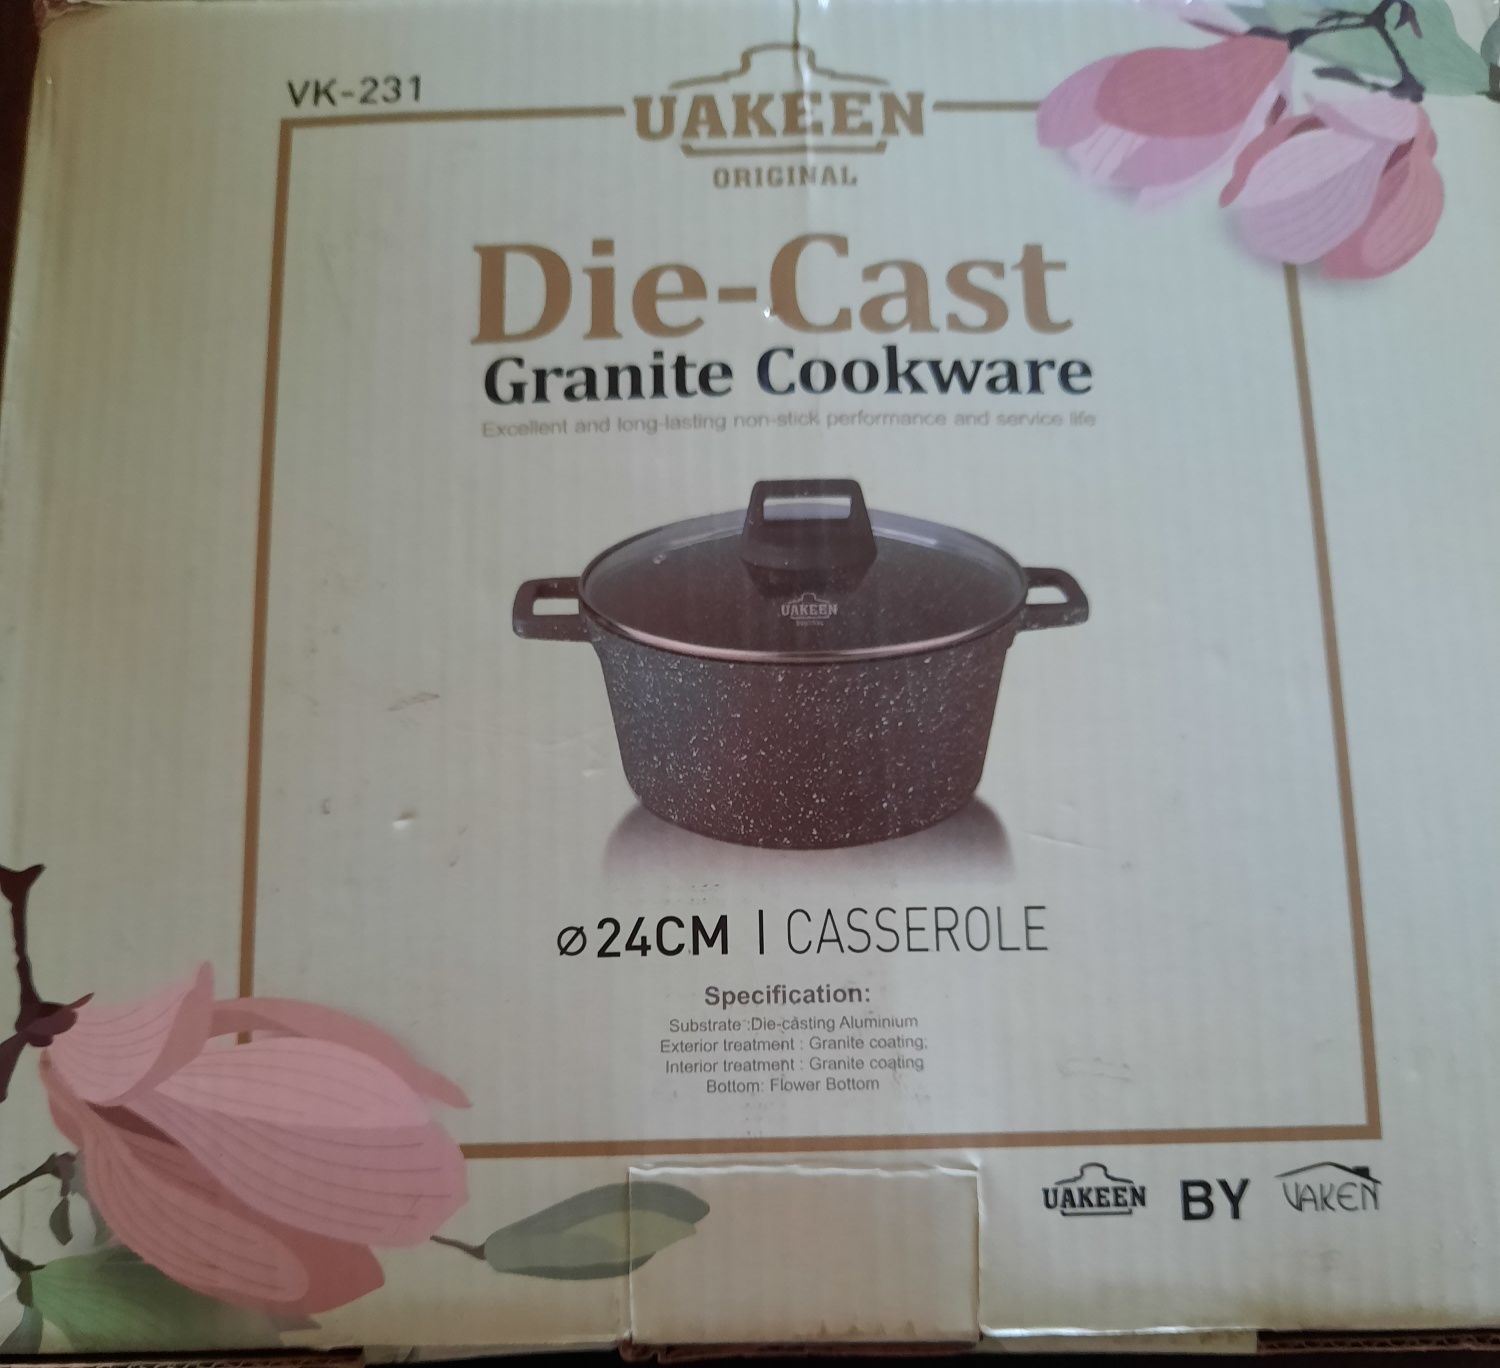 VK-231
UAKEEN
ORIGINAL
Die-Cast
Granite Cookware
Excellent and long-lasting non-stick performance and service life
UAKEEN
ø24CM | CASSEROLE
Specification:
Substrate :Die-casting Aluminium
Exterior treatment : Granite coating;
Interior treatment : Granite coating
Bottom: Flower Bottom
UAKEEN BY VAKEN